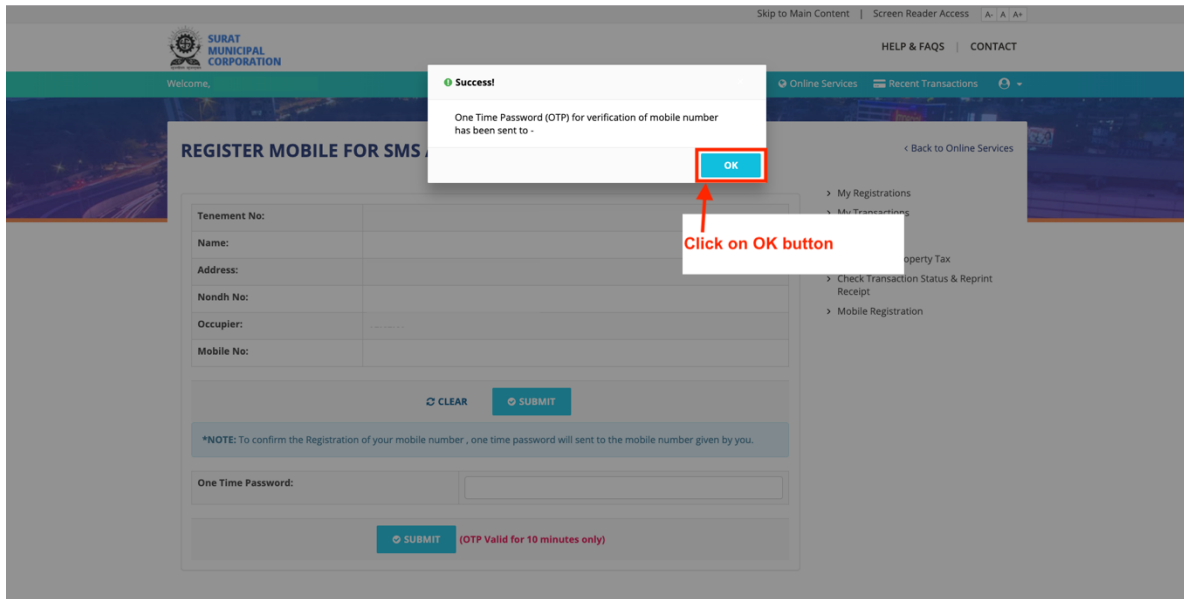 Skip to Main Content | Screen Reader Access A- A A+
SURAT
MUNICIPAL
CORPORATION
HELP & FAQS | CONTACT
Welcome,
Online Services Recent Transactions
Success!
One Time Password (OTP) for verification of mobile number
has been sent to -
OK
REGISTER MOBILE FOR SMS
< Back to Online Services
Click on OK button
> My Registrations
> My Transactions
Property Tax
> Check Transaction Status & Reprint
Receipt
> Mobile Registration
Tenement No:
Name:
Address:
Nondh No:
Occupier:
Mobile No:
CLEAR SUBMIT
*NOTE: To confirm the Registration of your mobile number , one time password will sent to the mobile number given by you.
One Time Password:
SUBMIT (OTP Valid for 10 minutes only)